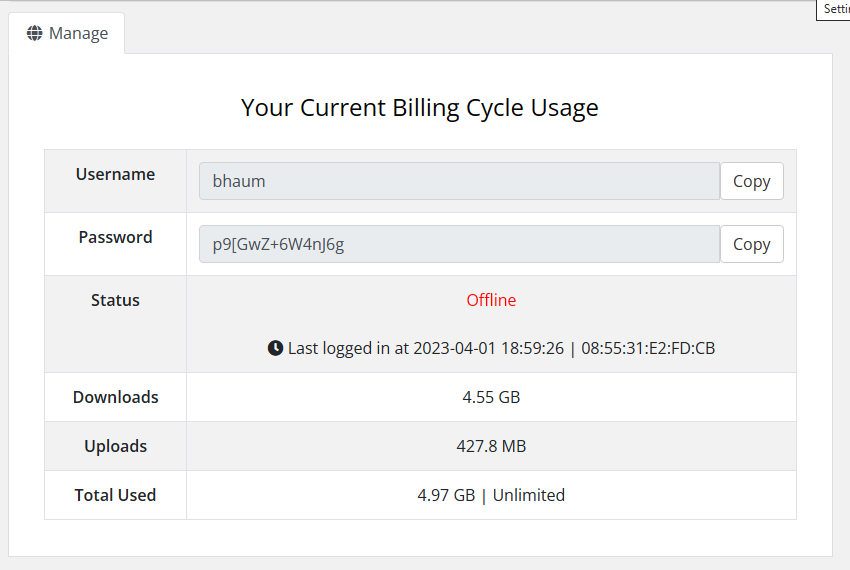 Setti
Manage
Your Current Billing Cycle Usage
Username bhaum Copy
Password p9[GwZ+6W4nJ6g Copy
Status Offline
Last logged in at 2023-04-01 18:59:26 | 08:55:31:E2:FD:CB
Downloads 4.55 GB
Uploads 427.8 MB
Total Used 4.97 GB | Unlimited